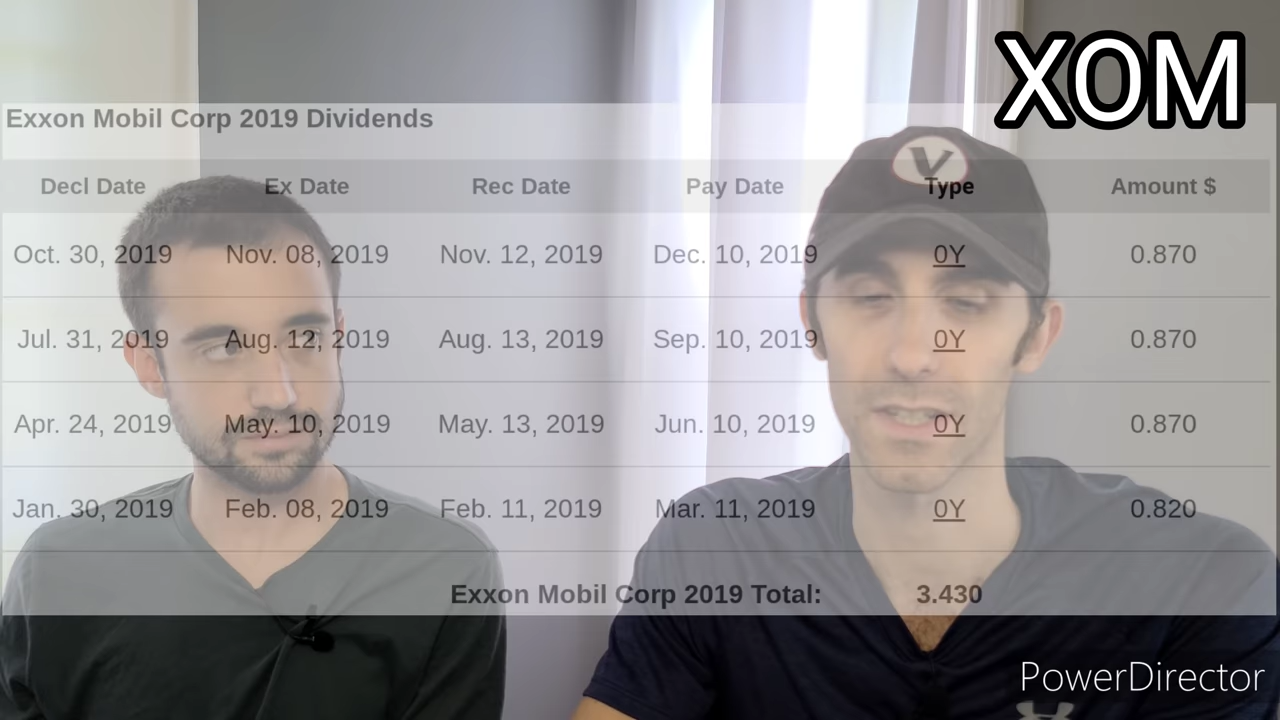 XOM
Exxon Mobil Corp 2019 Dividends
Decl Date Ex Date Rec Date Pay Date Type Amount $
Oct. 30, 2019 Nov. 08, 2019 Nov. 12, 2019 Dec. 10, 2019 0Y 0.870
Jul. 31, 2019 Aug. 12, 2019 Aug. 13, 2019 Sep. 10, 2019 0Y 0.870
Apr. 24, 2019 May. 10, 2019 May. 13, 2019 Jun. 10, 2019 0Y 0.870
Jan. 30, 2019 Feb. 08, 2019 Feb. 11, 2019 Mar. 11, 2019 0Y 0.820
Exxon Mobil Corp 2019 Total: 3.430
PowerDirector
V